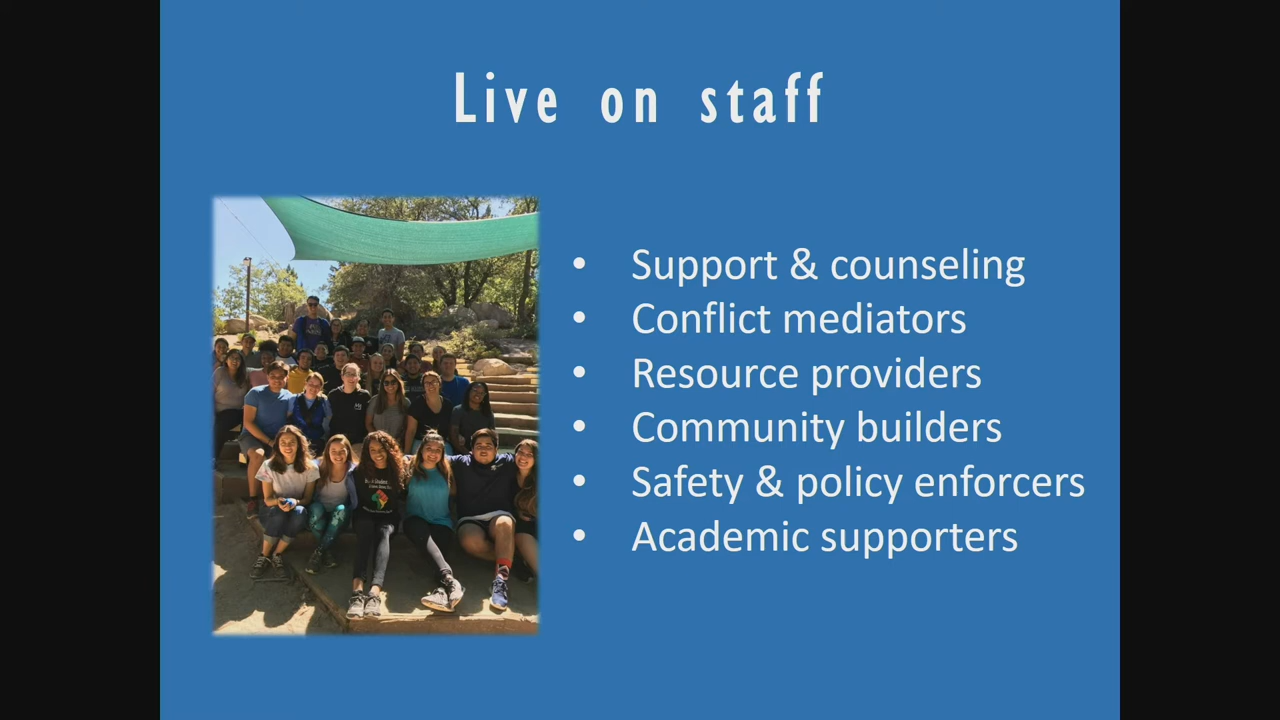 Live on staff
• Support & counseling
• Conflict mediators
• Resource providers
• Community builders
• Safety & policy enforcers
• Academic supporters